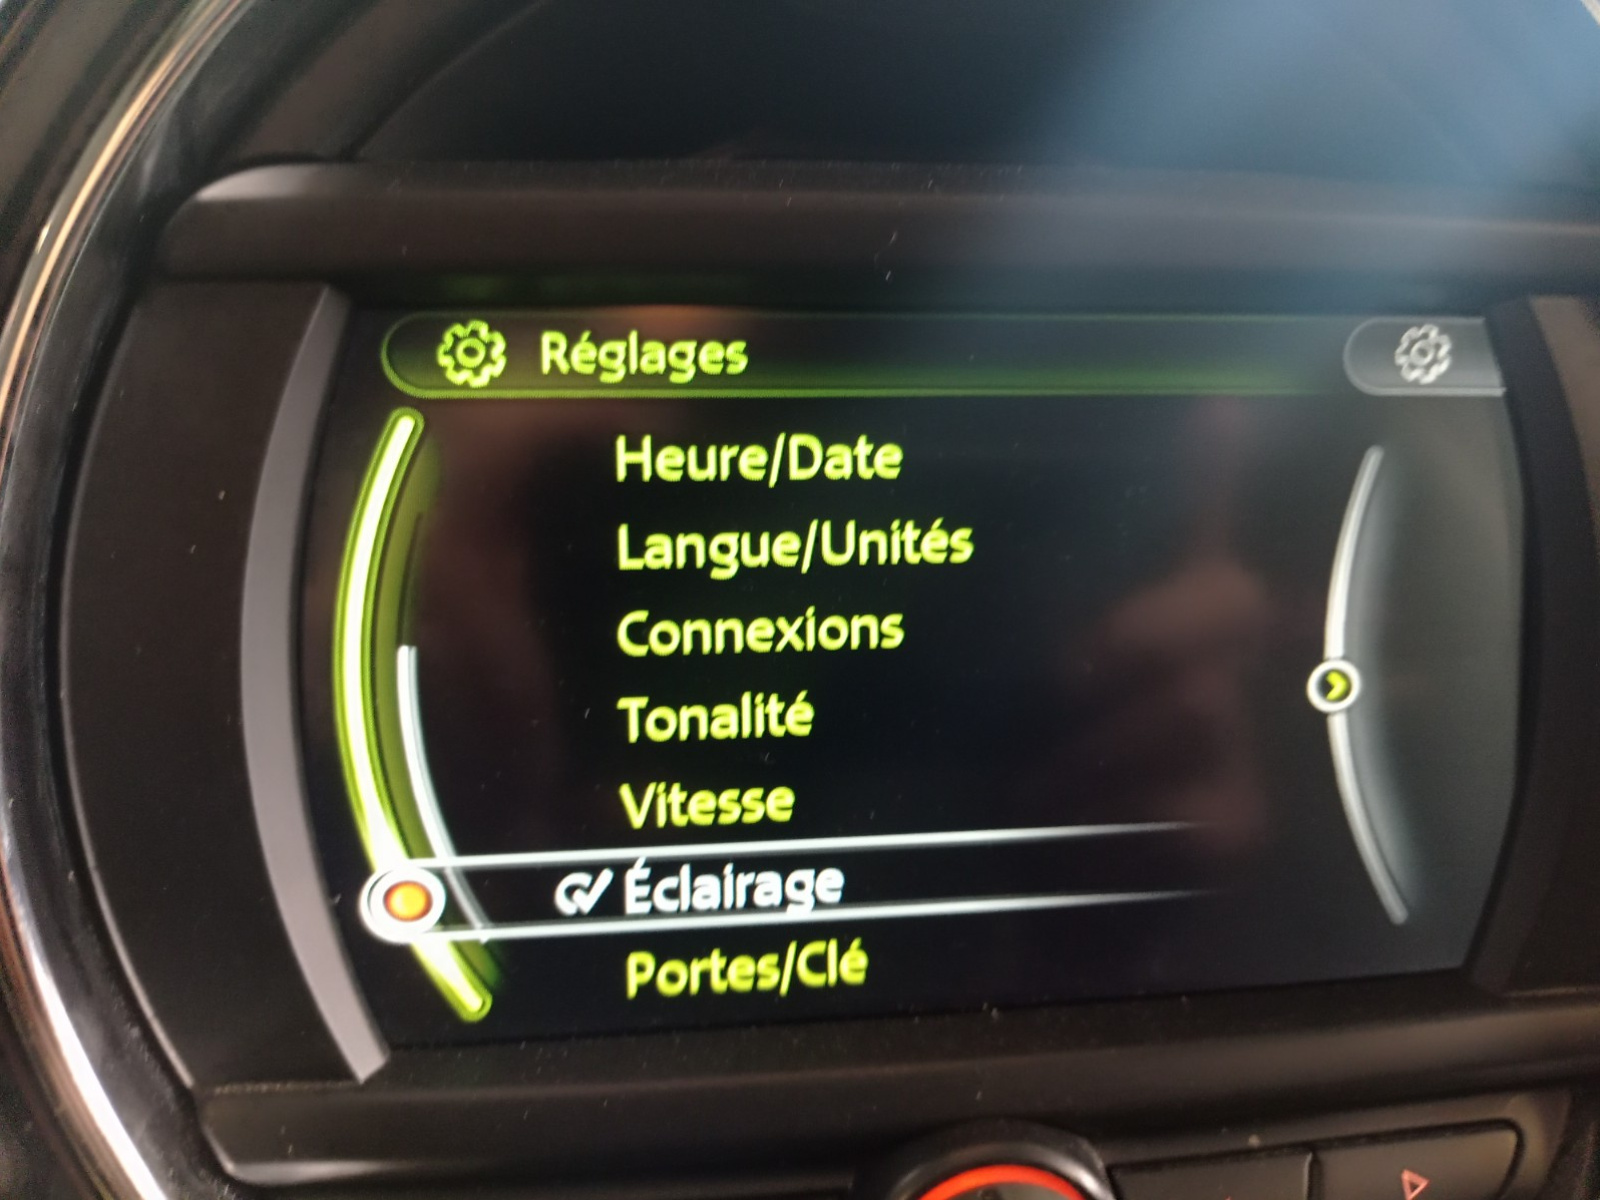 Réglages
Heure/Date
Langue/Unités
Connexions
Tonalité
Vitesse
Éclairage
Portes/Clé